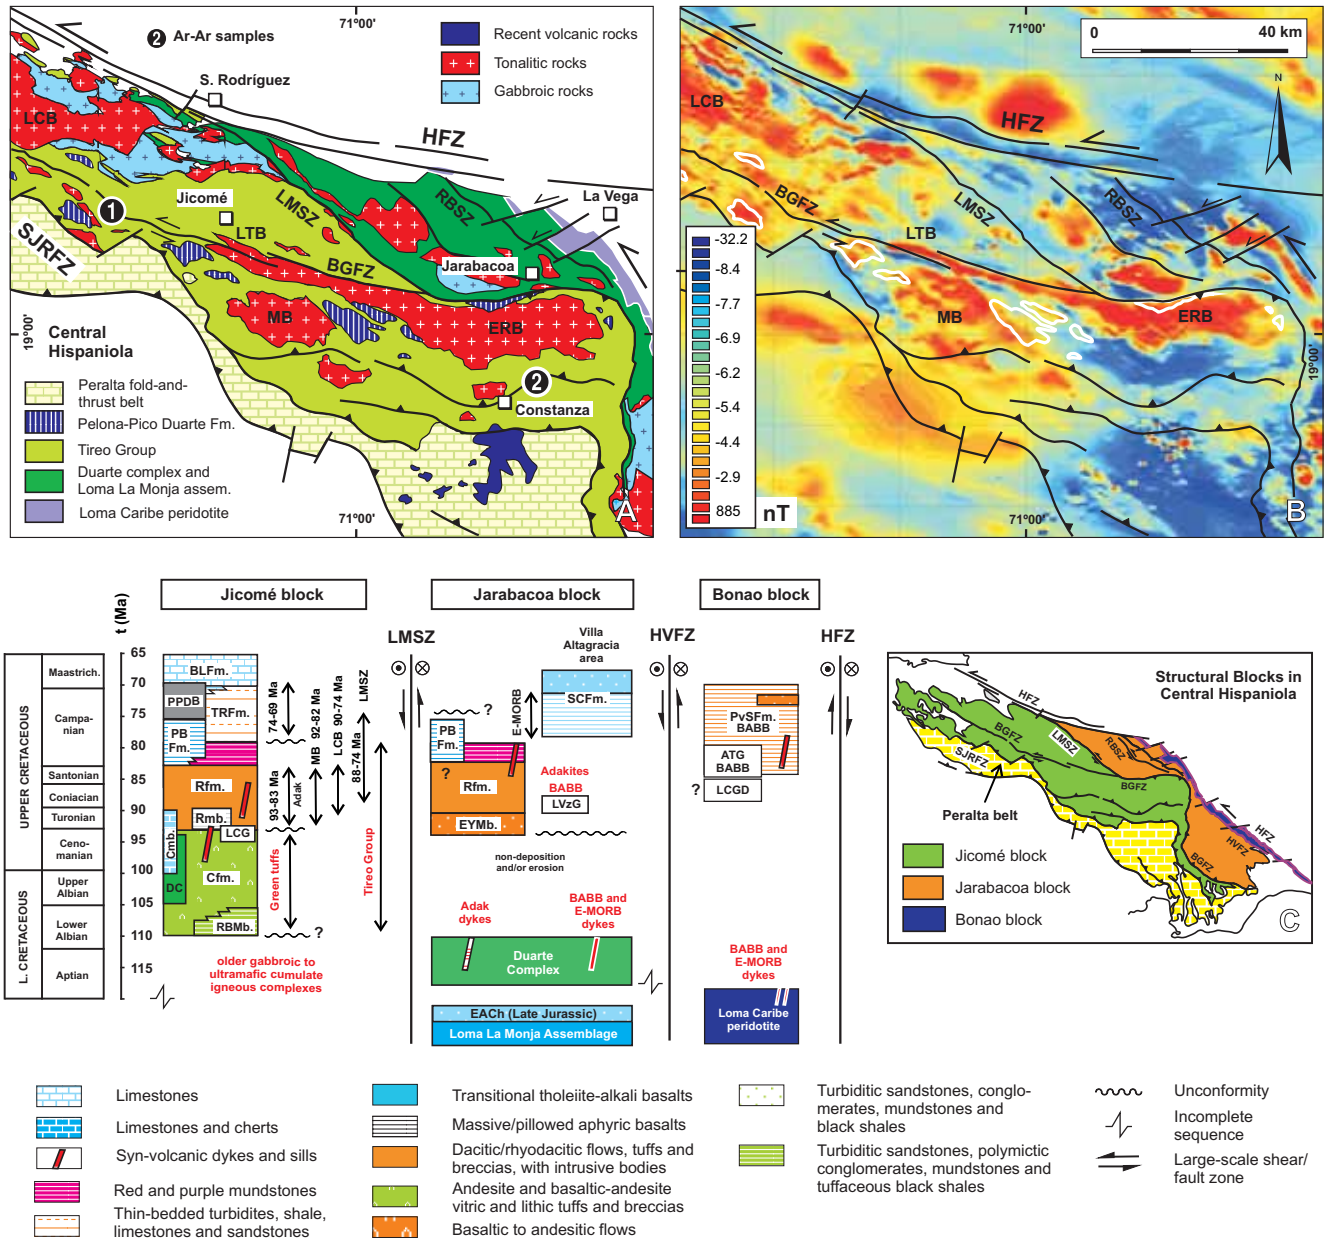 71°00'
2 Ar-Ar samples
S. Rodríguez
Recent volcanic rocks
Tonalitic rocks
Gabbroic rocks
LCB
HFZ
RBSZ
La Vega
1
Jicomé
LMSZ
LTB
BGFZ
Jarabacoa
SJRFZ
MB
ERB
19°00'
Central
Hispaniola
2
Constanza
Peralta fold-and-
thrust belt
Pelona-Pico Duarte Fm.
Tireo Group
Duarte complex and
Loma La Monja assem.
Loma Caribe peridotite
71°00'
A
71°00'
0 40 km
N
LCB
HFZ
BGFZ
LMSZ
RBSZ
LTB
MB
ERB
19°00'
-32.2
-8.4
-7.7
-6.9
-6.2
-5.4
-4.4
-2.9
885
nT
71°00'
B
t (Ma)
Jicomé block
Jarabacoa block
Bonao block
LMSZ
HVFZ
HFZ
Villa
Altagracia
area
UPPER CRETACEOUS
L. CRETACEOUS
Maastrich.
Campa-
nian
Santonian
Coniacian
Turonian
Ceno-
manian
Upper
Albian
Lower
Albian
Aptian
65
70
75
80
85
90
95
100
105
110
115
BLFm.
PPDB
TRFm.
PB
Fm.
Rfm.
Rmb.
LCG
Cmb.
Cfm.
DC
RBMb.
?
74-69 Ma
93-83 Ma
Adak
Green tuffs
MB 92-82 Ma
LCB 90-74 Ma
88-74 Ma
LMSZ
Tireo Group
older gabbroic to
ultramafic cumulate
igneous complexes
?
PB
Fm.
?
Rfm.
EYMb.
E-MORB
SCFm.
Adakites
BABB
LVzG
non-deposition
and/or erosion
Adak
dykes
BABB and
E-MORB
dykes
Duarte
Complex
EACh (Late Jurassic)
Loma La Monja Assemblage
PvSFm.
BABB
ATG
BABB
?
LCGD
BABB and
E-MORB
dykes
Loma Caribe
peridotite
Structural Blocks in
Central Hispaniola
HFZ
BGFZ
LMSZ
RBSZ
SJRFZ
BGFZ
Peralta belt
HFZ
HVFZ
BGFZ
Jicomé block
Jarabacoa block
Bonao block
C
Limestones
Limestones and cherts
Syn-volcanic dykes and sills
Red and purple mundstones
Thin-bedded turbidites, shale,
limestones and sandstones
Transitional tholeiite-alkali basalts
Massive/pillowed aphyric basalts
Dacitic/rhyodacitic flows, tuffs and
breccias, with intrusive bodies
Andesite and basaltic-andesite
vitric and lithic tuffs and breccias
Basaltic to andesitic flows
Turbiditic sandstones, conglo-
merates, mundstones and
black shales
Turbiditic sandstones, polymictic
conglomerates, mundstones and
tuffaceous black shales
Unconformity
Incomplete
sequence
Large-scale shear/
fault zone